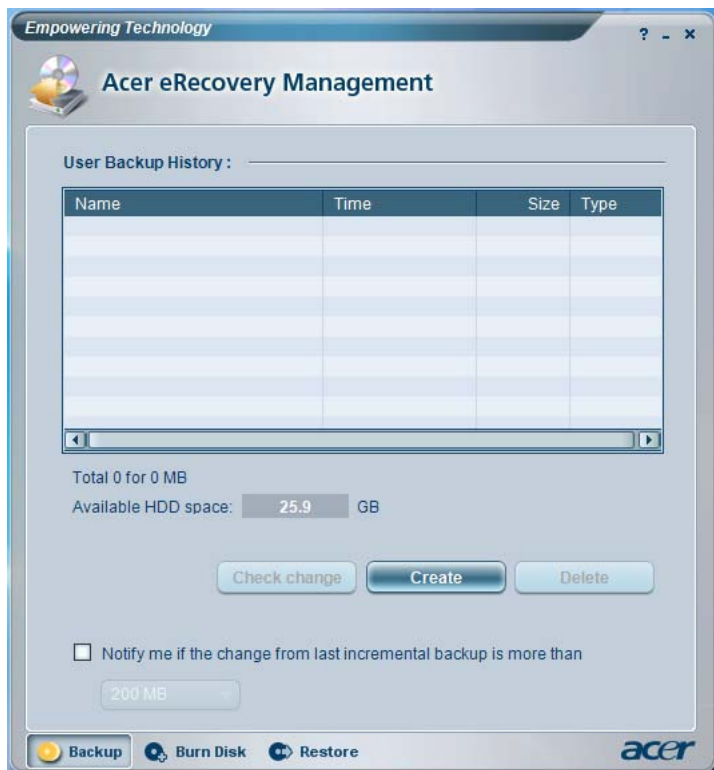 Empowering Technology
? - x
Acer eRecovery Management
User Backup History :
Name Time Size Type
Total 0 for 0 MB
Available HDD space: 25.9 GB
Check change Create Delete
Notify me if the change from last incremental backup is more than
200 MB
Backup Burn Disk Restore acer